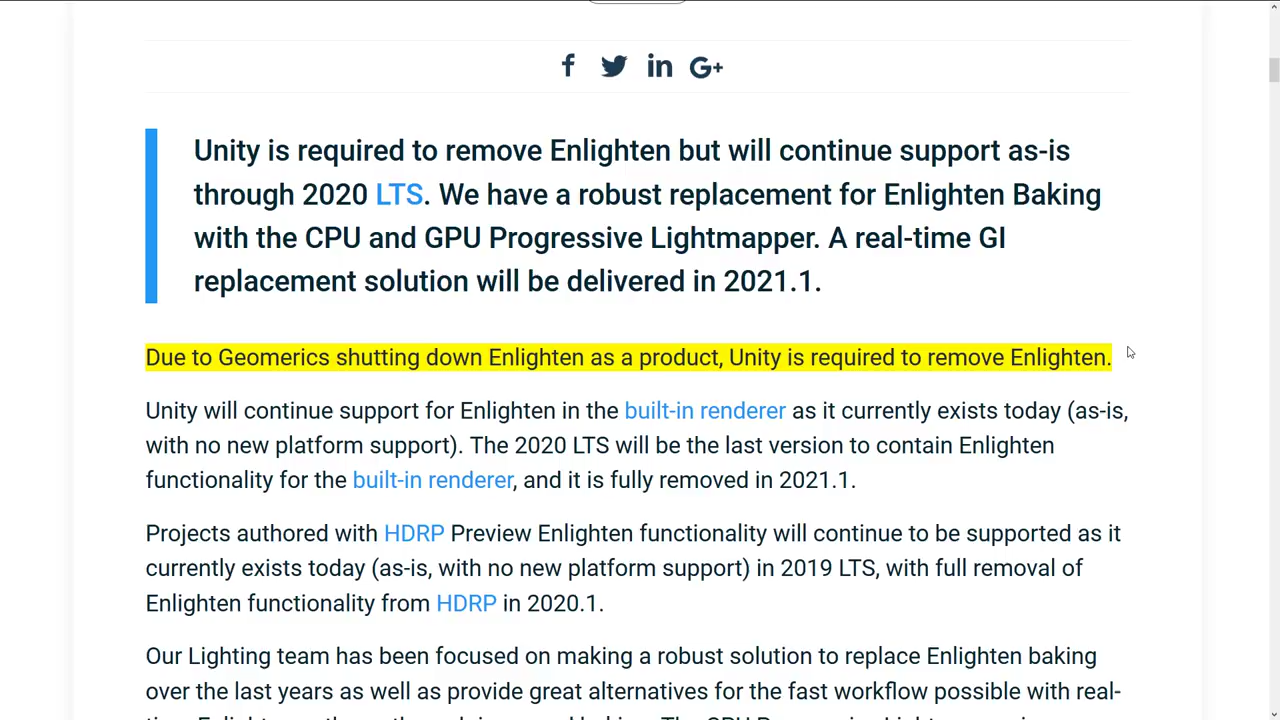 f in G+
Unity is required to remove Enlighten but will continue support as-is
through 2020 LTS. We have a robust replacement for Enlighten Baking
with the CPU and GPU Progressive Lightmapper. A real-time GI
replacement solution will be delivered in 2021.1.
Due to Geomerics shutting down Enlighten as a product, Unity is required to remove Enlighten.
Unity will continue support for Enlighten in the built-in renderer as it currently exists today (as-is,
with no new platform support). The 2020 LTS will be the last version to contain Enlighten
functionality for the built-in renderer, and it is fully removed in 2021.1.
Projects authored with HDRP Preview Enlighten functionality will continue to be supported as it
currently exists today (as-is, with no new platform support) in 2019 LTS, with full removal of
Enlighten functionality from HDRP in 2020.1.
Our Lighting team has been focused on making a robust solution to replace Enlighten baking
over the last years as well as provide great alternatives for the fast workflow possible with real-